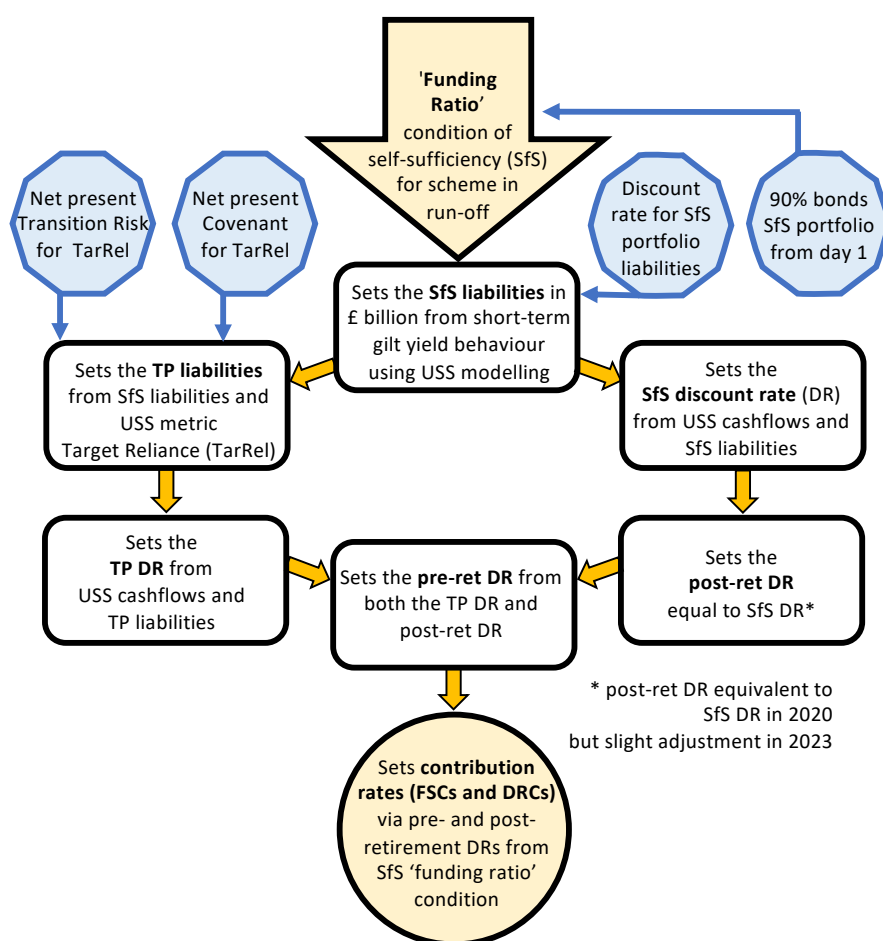 'Funding
Ratio'
condition of
self-sufficiency (SfS)
for scheme in
run-off
Net present
Transition Risk
for TarRel
Net present
Covenant
for TarRel
Discount
rate for SfS
portfolio
liabilities
90% bonds
SfS portfolio
from day 1
Sets the SfS liabilities in
£ billion from short-term
gilt yield behaviour
using USS modelling
Sets the TP liabilities
from SfS liabilities and
USS metric
Target Reliance (TarRel)
Sets the
SfS discount rate (DR)
from USS cashflows and
SfS liabilities
Sets the
TP DR from
USS cashflows and
TP liabilities
Sets the pre-ret DR from
both the TP DR and
post-ret DR
Sets the
post-ret DR
equal to SfS DR*
* post-ret DR equivalent to
SfS DR in 2020
but slight adjustment in 2023
Sets contribution
rates (FSCs and DRCs)
via pre- and post-
retirement DRs from
SfS 'funding ratio'
condition